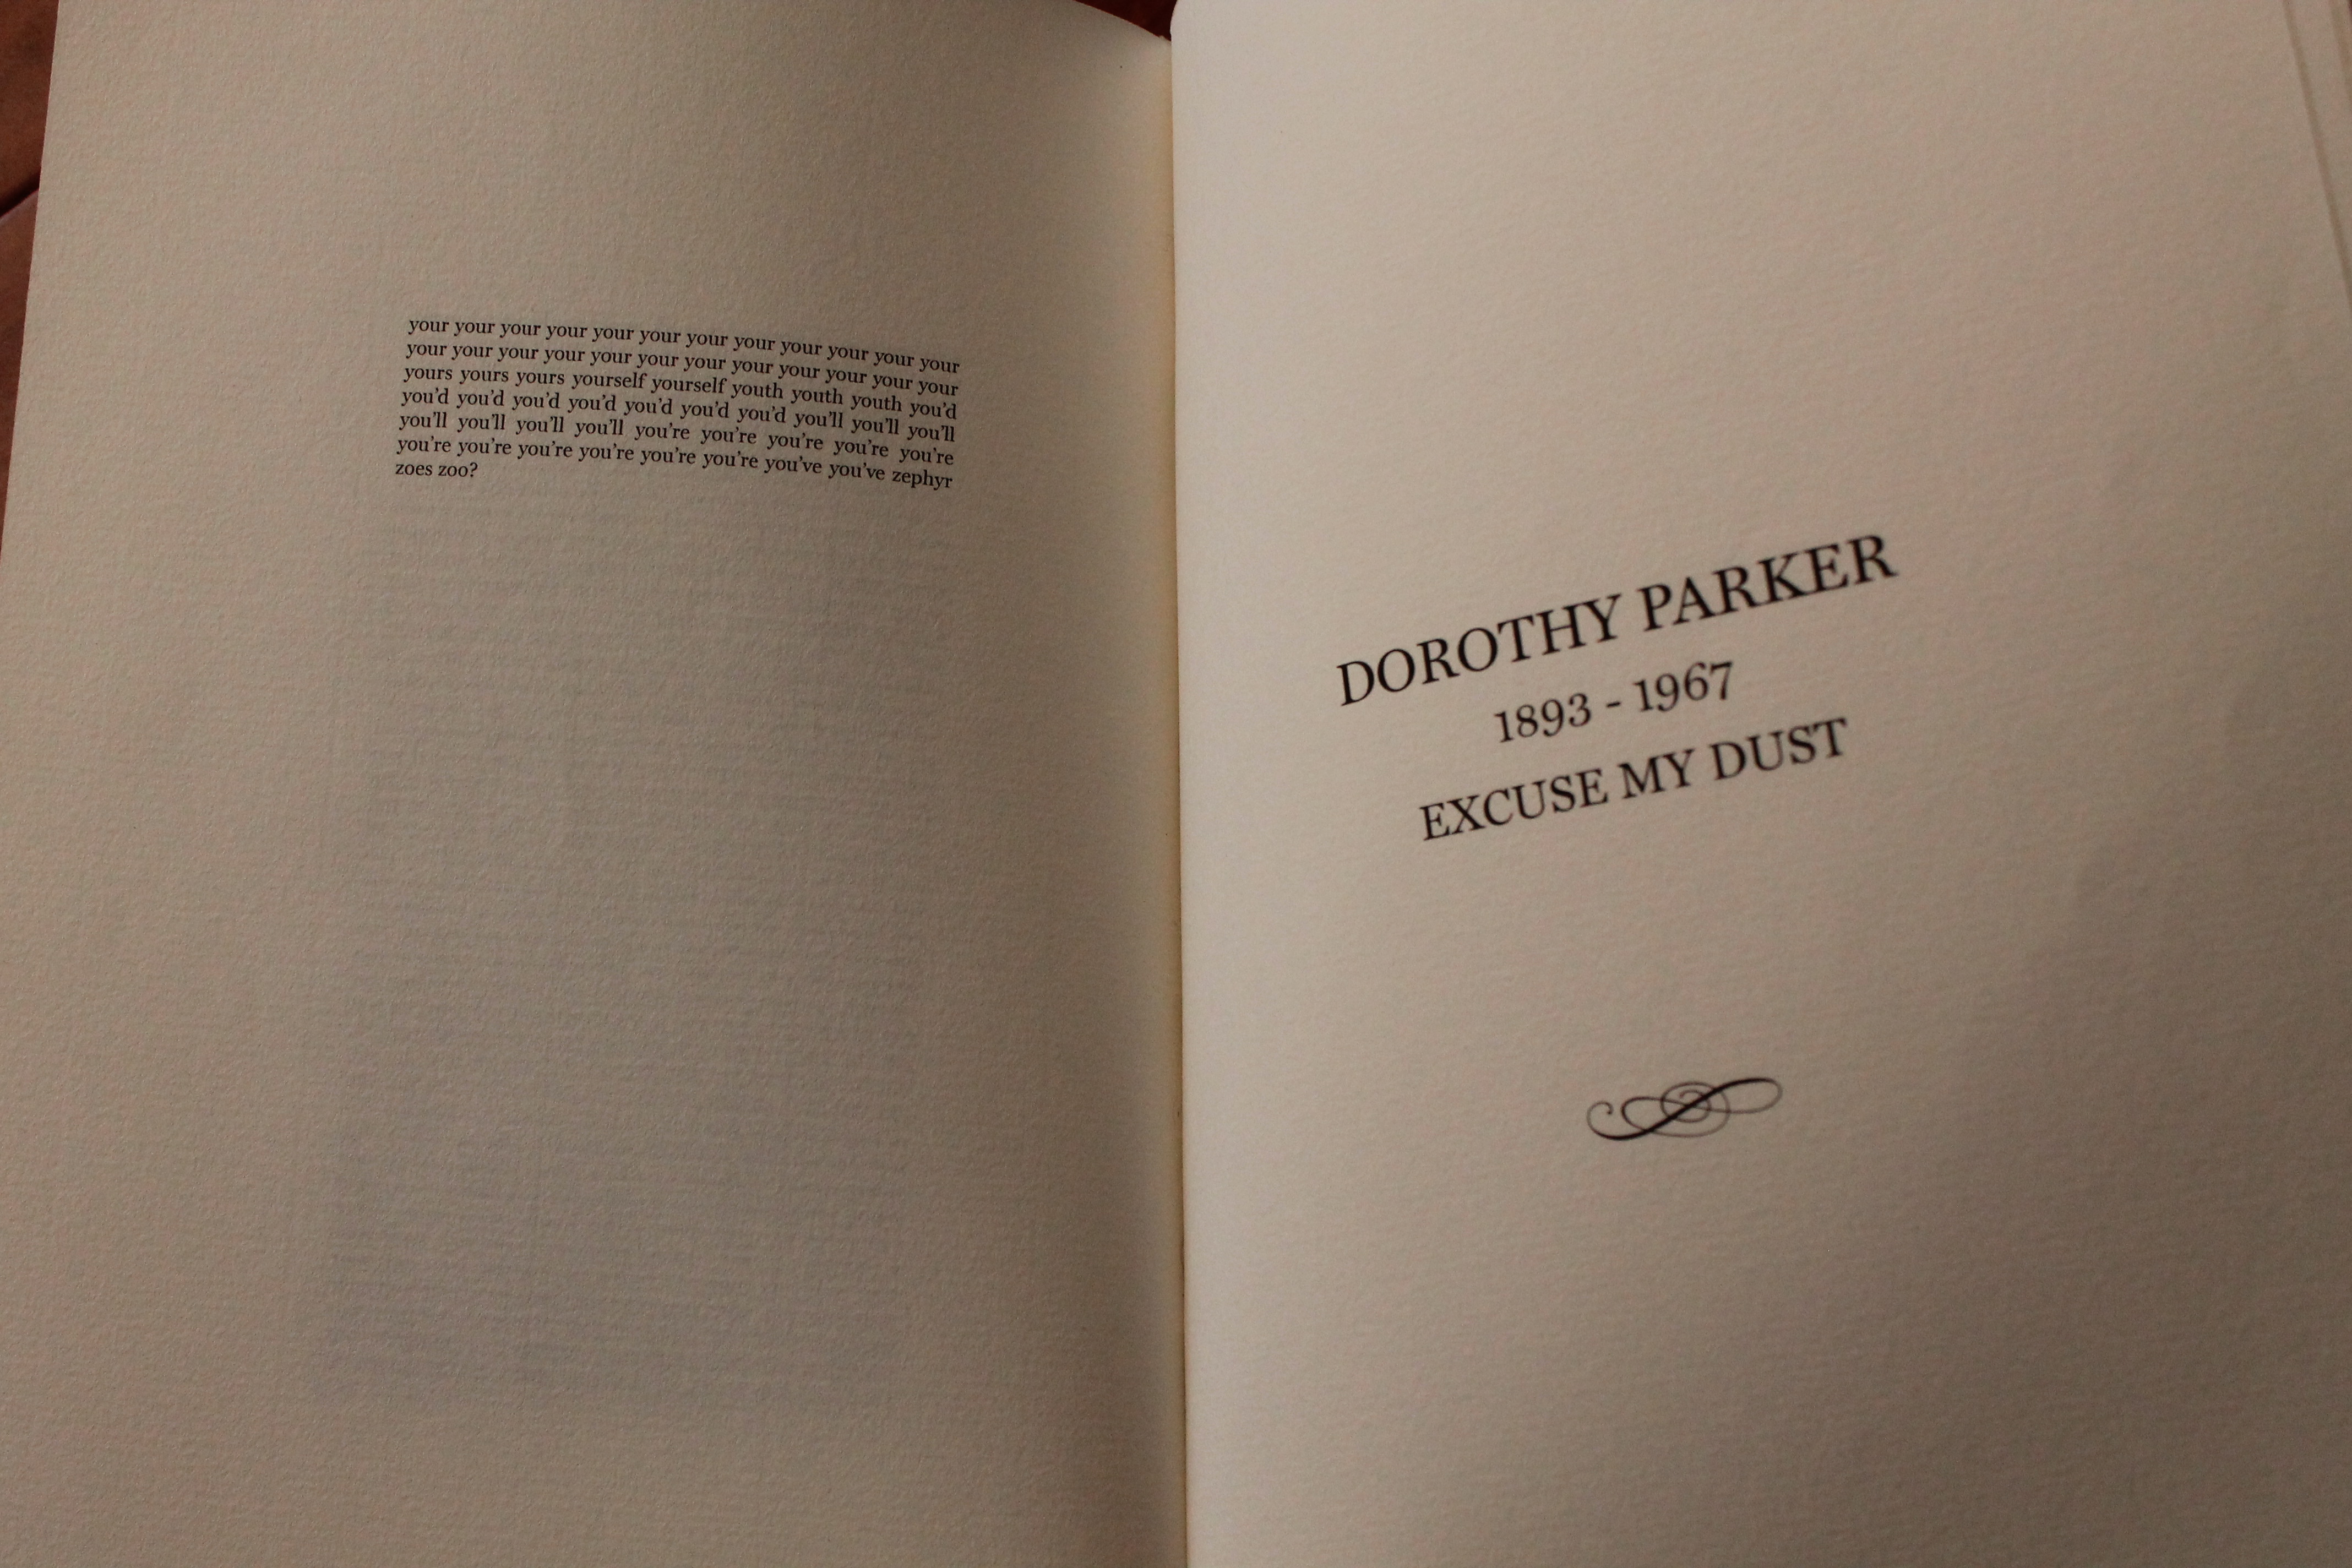 your your your your your your your your your your your your
your your your your your your your your your your your your
yours yours yours yourself yourself youth youth youth you’d
you’d you’d you’d you’d you’d you’d you’d you’ll you’ll you’ll
you’ll you’ll you’ll you’ll you’re you’re you’re you’re you’re
you’re you’re you’re you’re you’re you’re you’ve you’ve zephyr
zoes zoo?
DOROTHY PARKER
1893 - 1967
EXCUSE MY DUST